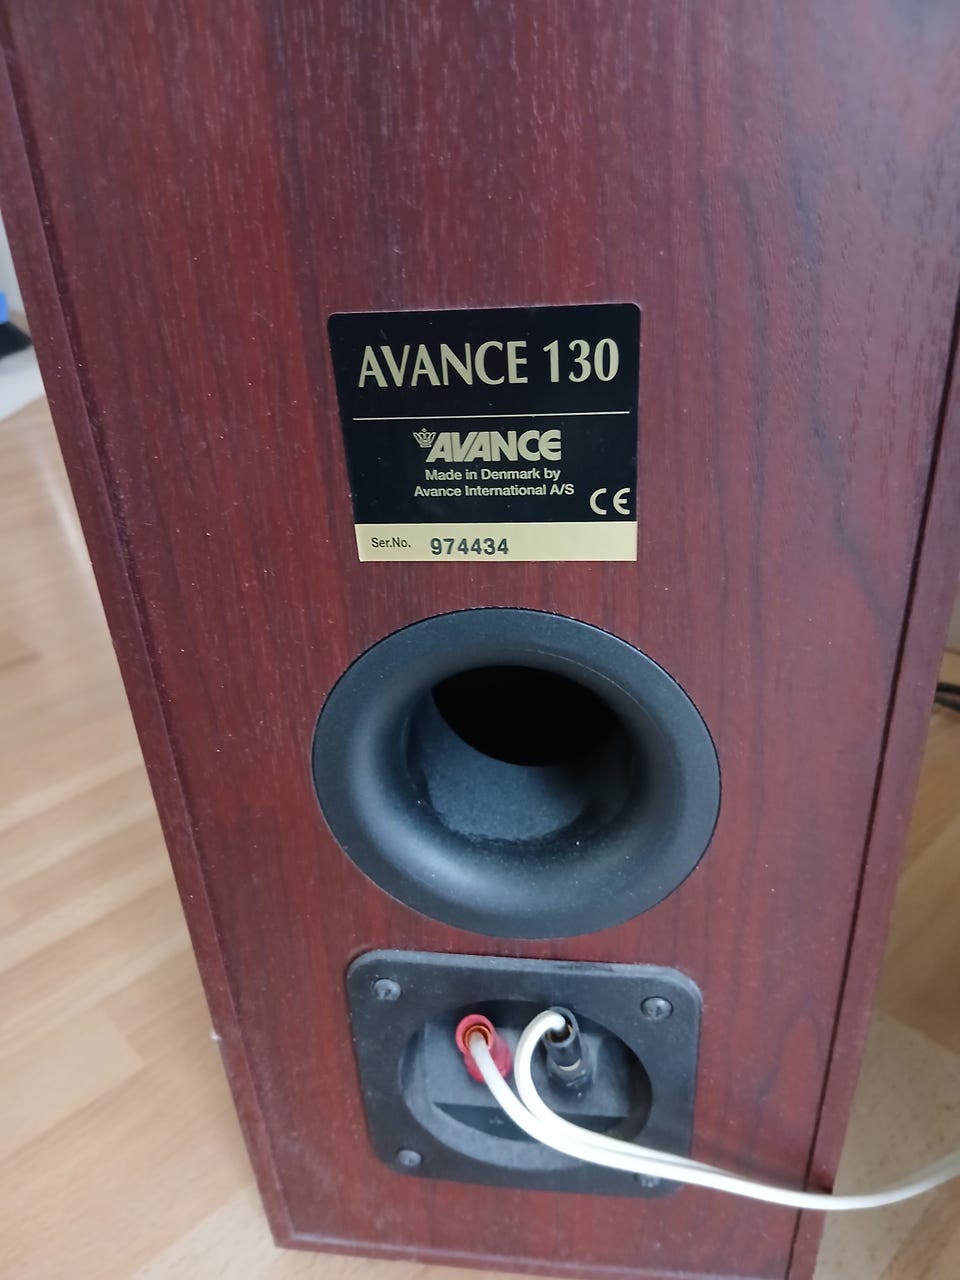 AVANCE 130
AVANCE
Made in Denmark by
Avance International A/S
CE
Ser.No. 974434